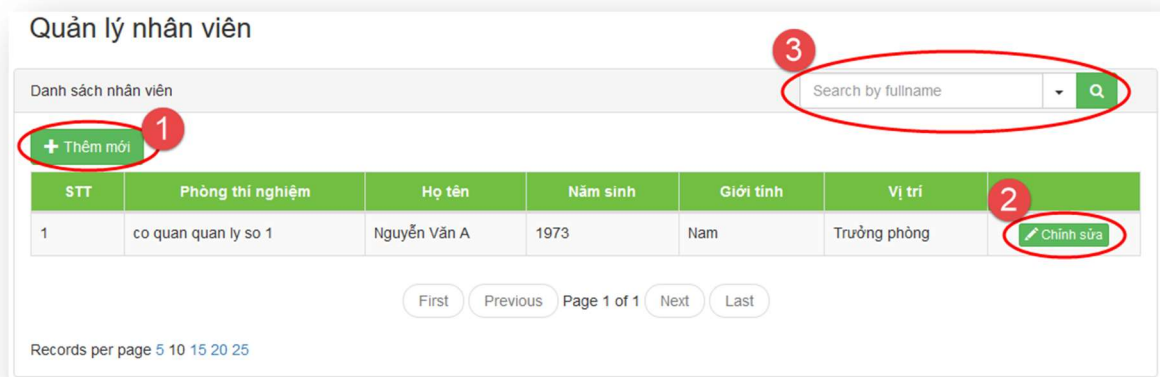 Quản lý nhân viên
3
Danh sách nhân viên Search by fullname
1
Thêm mới
STT Phòng thí nghiệm Họ tên Năm sinh Giới tính Vị trí
2
1 co quan quan ly so 1 Nguyễn Văn A 1973 Nam Trưởng phòng Chỉnh sửa
First Previous Page 1 of 1 Next Last
Records per page 5 10 15 20 25